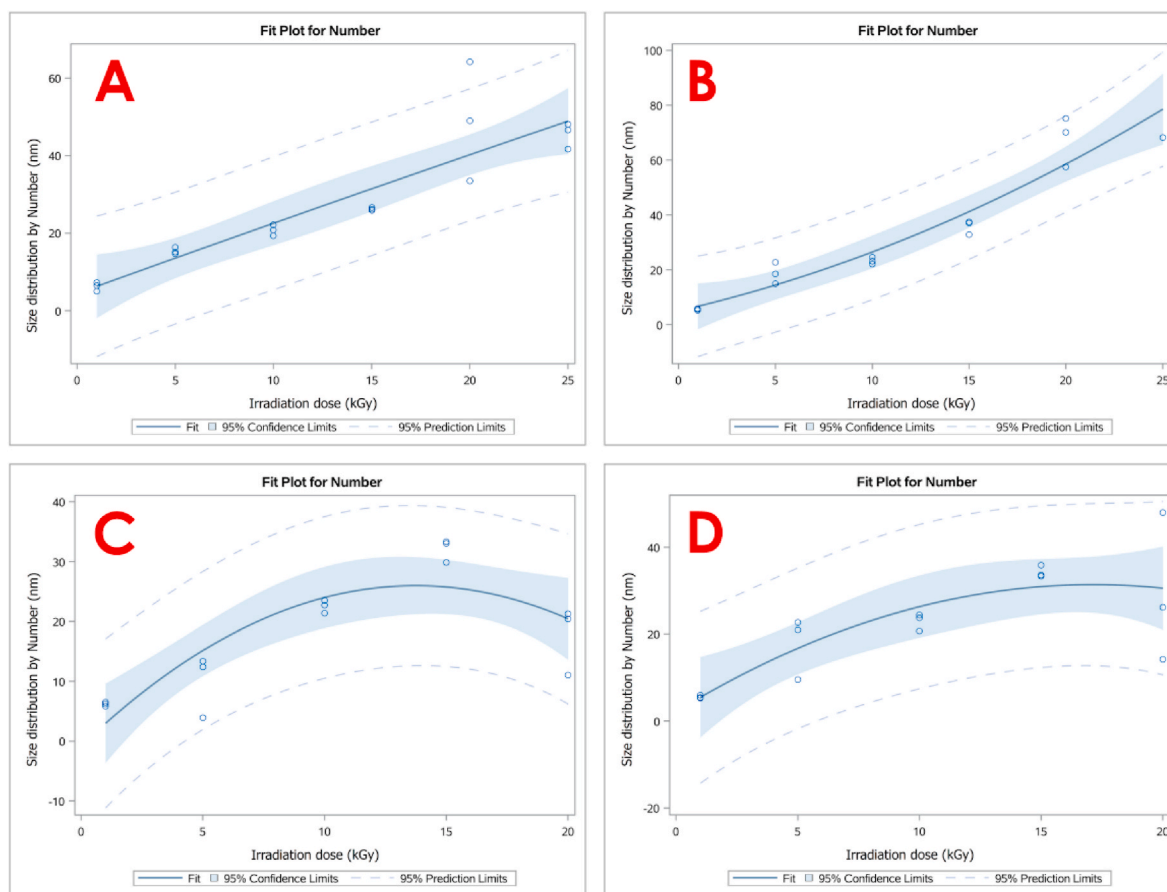 Fit Plot for Number
A
Size distribution by Number (nm)
60
40
20
0
0 5 10 15 20 25
Irradiation dose (kGy)
Fit 95% Confidence Limits 95% Prediction Limits
Fit Plot for Number
B
Size distribution by Number (nm)
100
80
60
40
20
0
0 5 10 15 20 25
Irradiation dose (kGy)
Fit 95% Confidence Limits 95% Prediction Limits
Fit Plot for Number
C
Size distribution by Number (nm)
40
30
20
10
0
-10
0 5 10 15 20
Irradiation dose (kGy)
Fit 95% Confidence Limits 95% Prediction Limits
Fit Plot for Number
D
Size distribution by Number (nm)
40
20
0
-20
0 5 10 15 20
Irradiation dose (kGy)
Fit 95% Confidence Limits 95% Prediction Limits